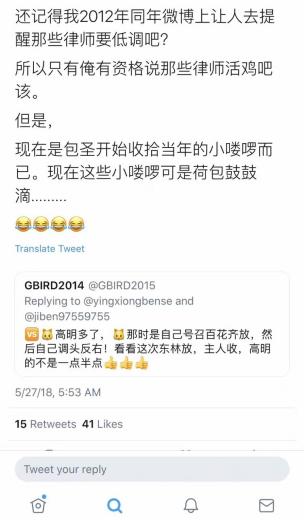 还记得我2012年同年微博上让人去提
醒那些律师要低调吧?
所以只有俺有资格说那些律师活鸡吧
该。
但是，
现在是包圣开始收拾当年的小喽啰而
已。现在这些小喽啰可是荷包鼓鼓
滴.........
😂😂😂😂
Translate Tweet
GBIRD2014 @GBIRD2015
Replying to @yingxiongbense and
@jiben97559755
🆚🐱高明多了，🐱那时是自己号召百花齐放，然
后自己调头反右！看看这次东林放，主人收，高明
的不是一点半点👍👍👍
5/27/18, 5:53 AM
15 Retweets 41 Likes
Tweet your reply